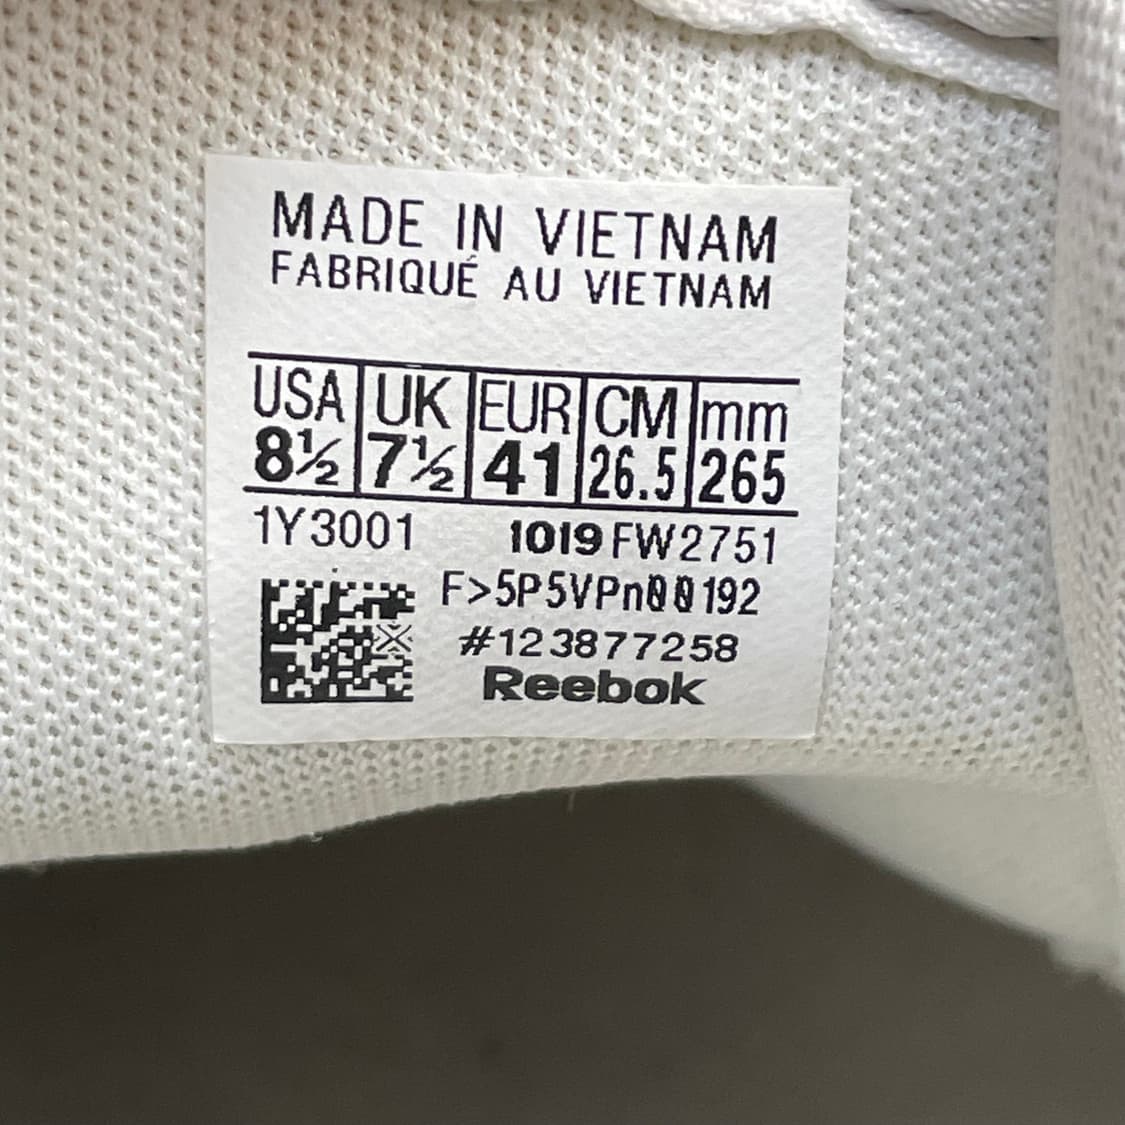 MADE IN VIETNAM
FABRIQUÉ AU VIETNAM
USA UK EUR CM mm
8½ 7½ 41 26.5 265
1Y3001 1019 FW2751
F>5P5VPn00192
#123877258
Reebok